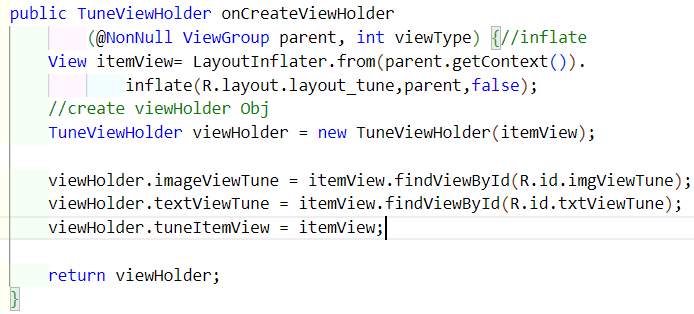 public TuneViewHolder onCreateViewHolder
(@NonNull ViewGroup parent, int viewType) {//inflate
View itemView= LayoutInflater.from(parent.getContext()).
inflate(R.layout.layout_tune,parent,false);
//create viewHolder Obj
TuneViewHolder viewHolder = new TuneViewHolder(itemView);
viewHolder.imageViewTune = itemView.findViewById(R.id.imgViewTune);
viewHolder.textViewTune = itemView.findViewById(R.id.txtViewTune);
viewHolder.tuneItemView = itemView;
return viewHolder;
}